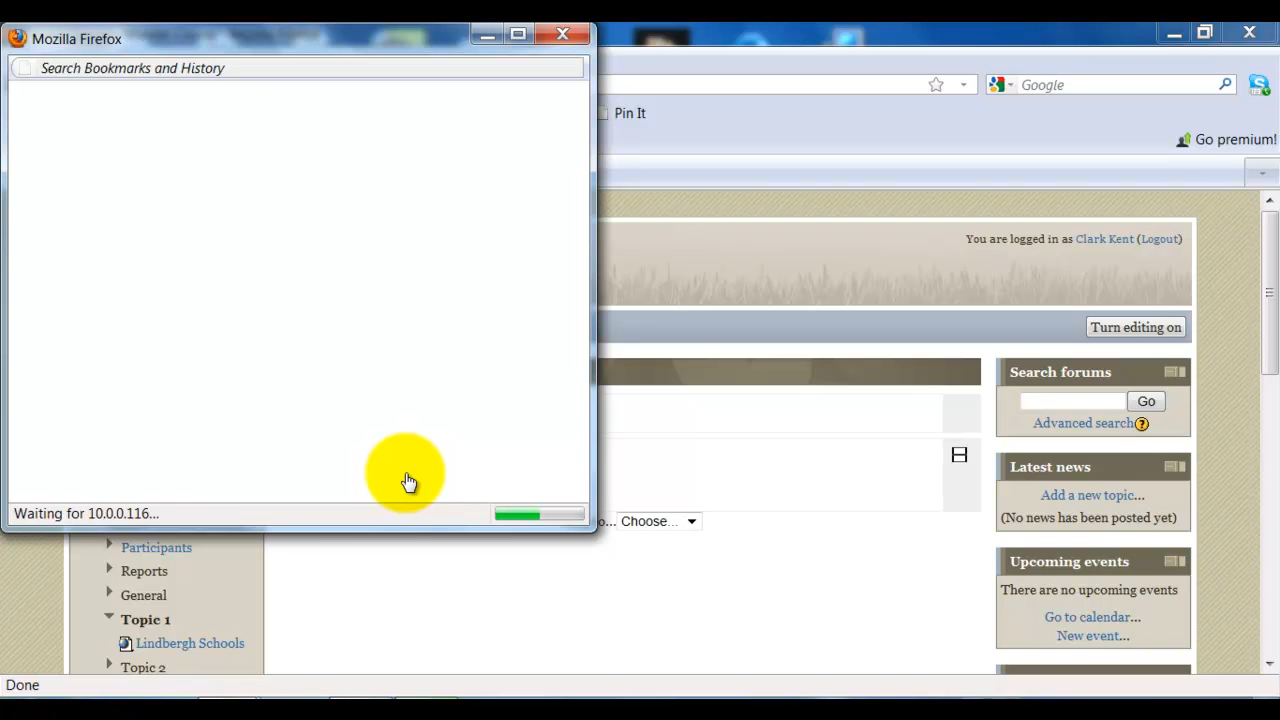 Mozilla Firefox
Search Bookmarks and History
Google
Pin It
Go premium!
You are logged in as Clark Kent (Logout)
Turn editing on
Search forums
Go
Advanced search
Latest news
Add a new topic...
(No news has been posted yet)
Waiting for 10.0.0.116...
o... Choose...
Participants
Reports
General
Topic 1
Lindbergh Schools
Topic 2
Upcoming events
There are no upcoming events
Go to calendar...
New event...
Done